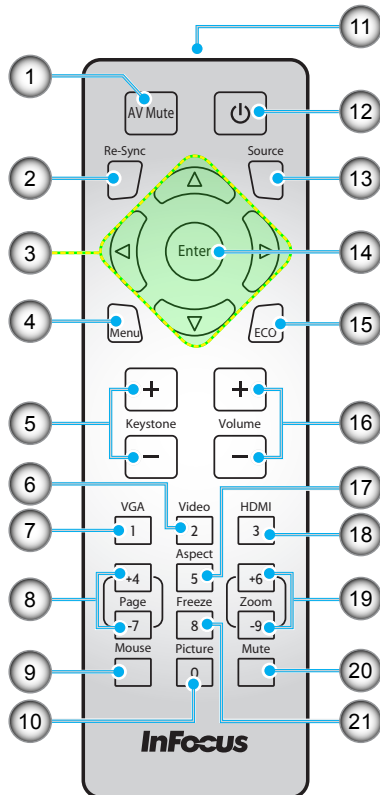 11
1
AV Mute
12
Re-Sync
Source
2
13
3
Enter
14
4
Menu
ECO
15
+
+
5
Keystone
Volume
16
−
−
6
17
VGA
Video
HDMI
7
1
2
3
18
Aspect
+4
5
+6
8
Page
Freeze
Zoom
19
-7
8
-9
Mouse
Picture
Mute
9
0
20
10
21
InFocus